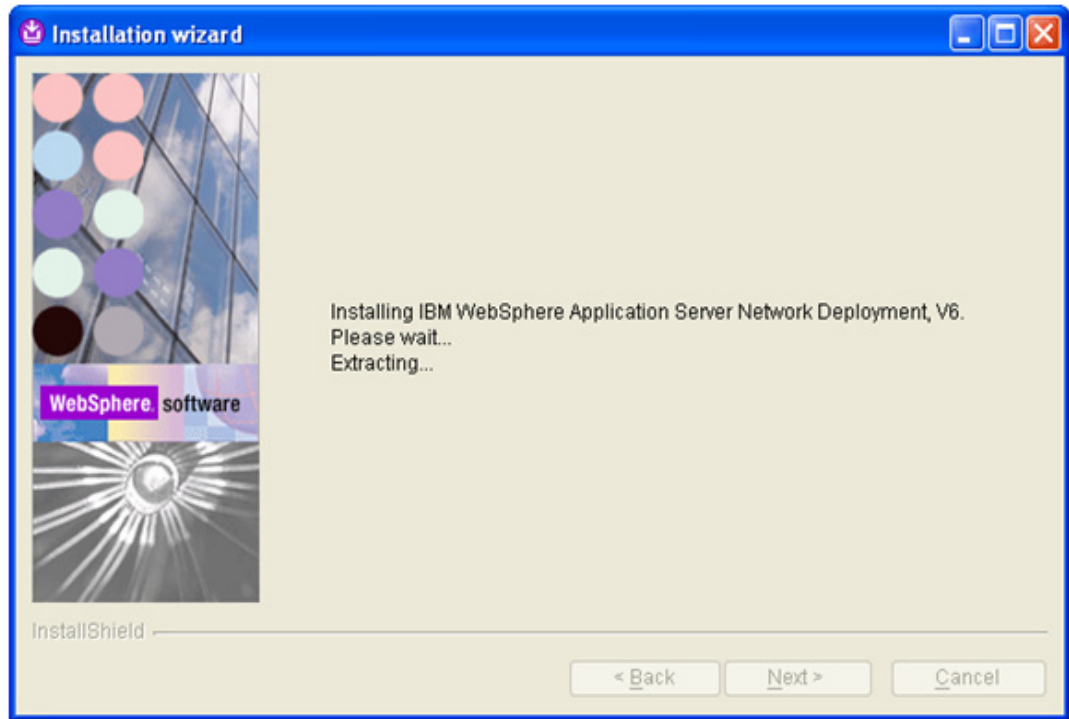 Installation wizard
Installing IBM WebSphere Application Server Network Deployment, V6.
Please wait...
Extracting...
WebSphere. software
InstallShield
< Back
Next >
Cancel